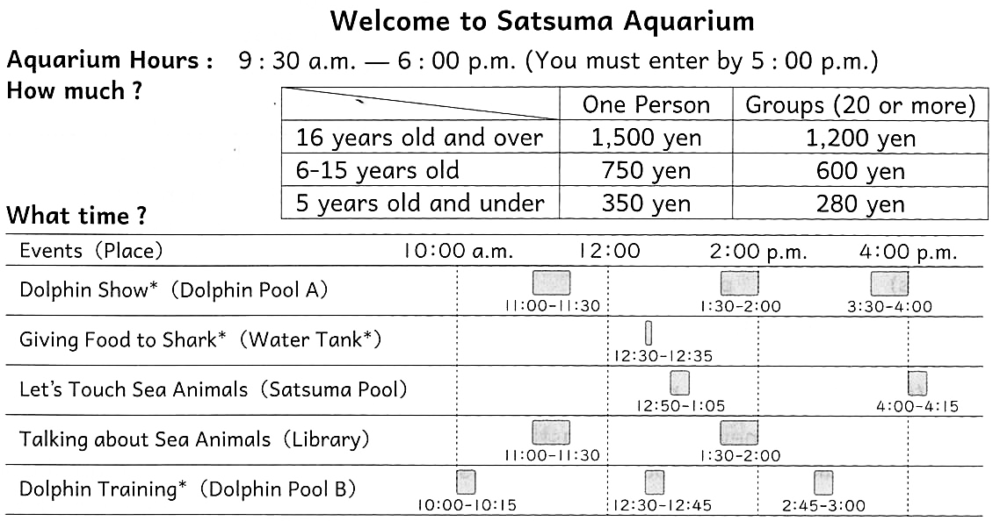 Welcome to Satsuma Aquarium
Aquarium Hours : 9 : 30 a.m. — 6 : 00 p.m. (You must enter by 5 : 00 p.m.)
How much ?
One Person Groups (20 or more)
16 years old and over 1,500 yen 1,200 yen
6-15 years old 750 yen 600 yen
5 years old and under 350 yen 280 yen
What time ?
Events (Place) 10:00 a.m. 12:00 2:00 p.m. 4:00 p.m.
Dolphin Show* (Dolphin Pool A)
11:00-11:30 1:30-2:00 3:30-4:00
Giving Food to Shark* (Water Tank*)
12:30-12:35
Let's Touch Sea Animals (Satsuma Pool)
12:50-1:05 4:00-4:15
Talking about Sea Animals (Library)
11:00-11:30 1:30-2:00
Dolphin Training* (Dolphin Pool B)
10:00-10:15 12:30-12:45 2:45-3:00